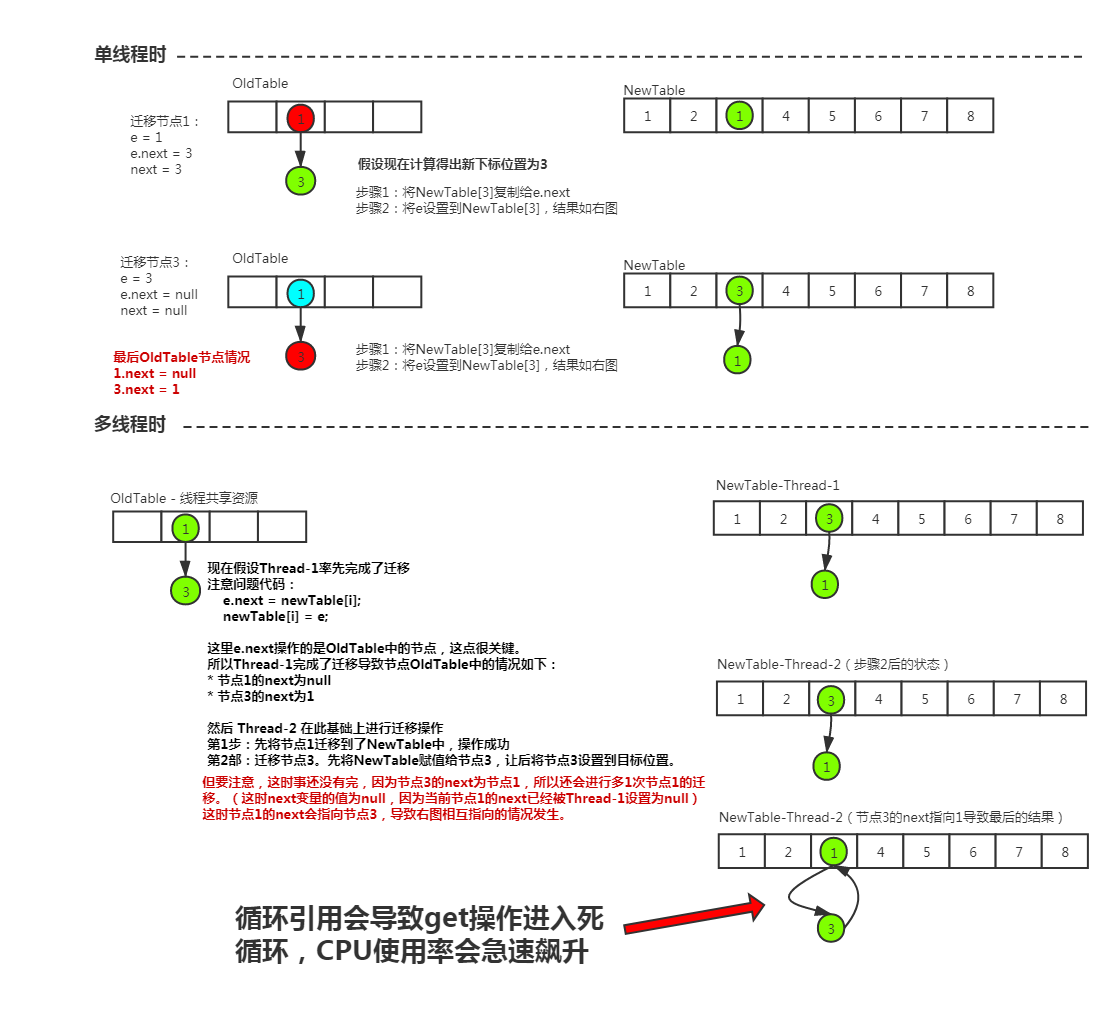 单线程时
OldTable
NewTable
迁移节点1：
e = 1
e.next = 3
next = 3
1
3
1 2 1 4 5 6 7 8
假设现在计算得出新下标位置为3
步骤1：将NewTable[3]复制给e.next
步骤2：将e设置到NewTable[3]，结果如右图
迁移节点3：
e = 3
e.next = null
next = null
OldTable
NewTable
1
3
1 2 3 4 5 6 7 8
1
步骤1：将NewTable[3]复制给e.next
步骤2：将e设置到NewTable[3]，结果如右图
最后OldTable节点情况
1.next = null
3.next = 1
多线程时
OldTable - 线程共享资源
1
3
现在假设Thread-1率先完成了迁移
注意问题代码：
e.next = newTable[i];
newTable[i] = e;
这里e.next操作的是OldTable中的节点，这点很关键。
所以Thread-1完成了迁移导致节点OldTable中的情况如下：
* 节点1的next为null
* 节点3的next为1
然后 Thread-2 在此基础上进行迁移操作
第1步：先将节点1迁移到了NewTable中，操作成功
第2部：迁移节点3。先将NewTable赋值给节点3，让后将节点3设置到目标位置。
但要注意，这时事还没有完，因为节点3的next为节点1，所以还会进行多1次节点1的迁
移。（这时next变量的值为null，因为当前节点1的next已经被Thread-1设置为null）
这时节点1的next会指向节点3，导致右图相互指向的情况发生。
NewTable-Thread-1
1 2 3 4 5 6 7 8
1
NewTable-Thread-2（步骤2后的状态）
1 2 3 4 5 6 7 8
1
NewTable-Thread-2（节点3的next指向1导致最后的结果）
1 2 1 4 5 6 7 8
3
循环引用会导致get操作进入死
循环，CPU使用率会急速飙升